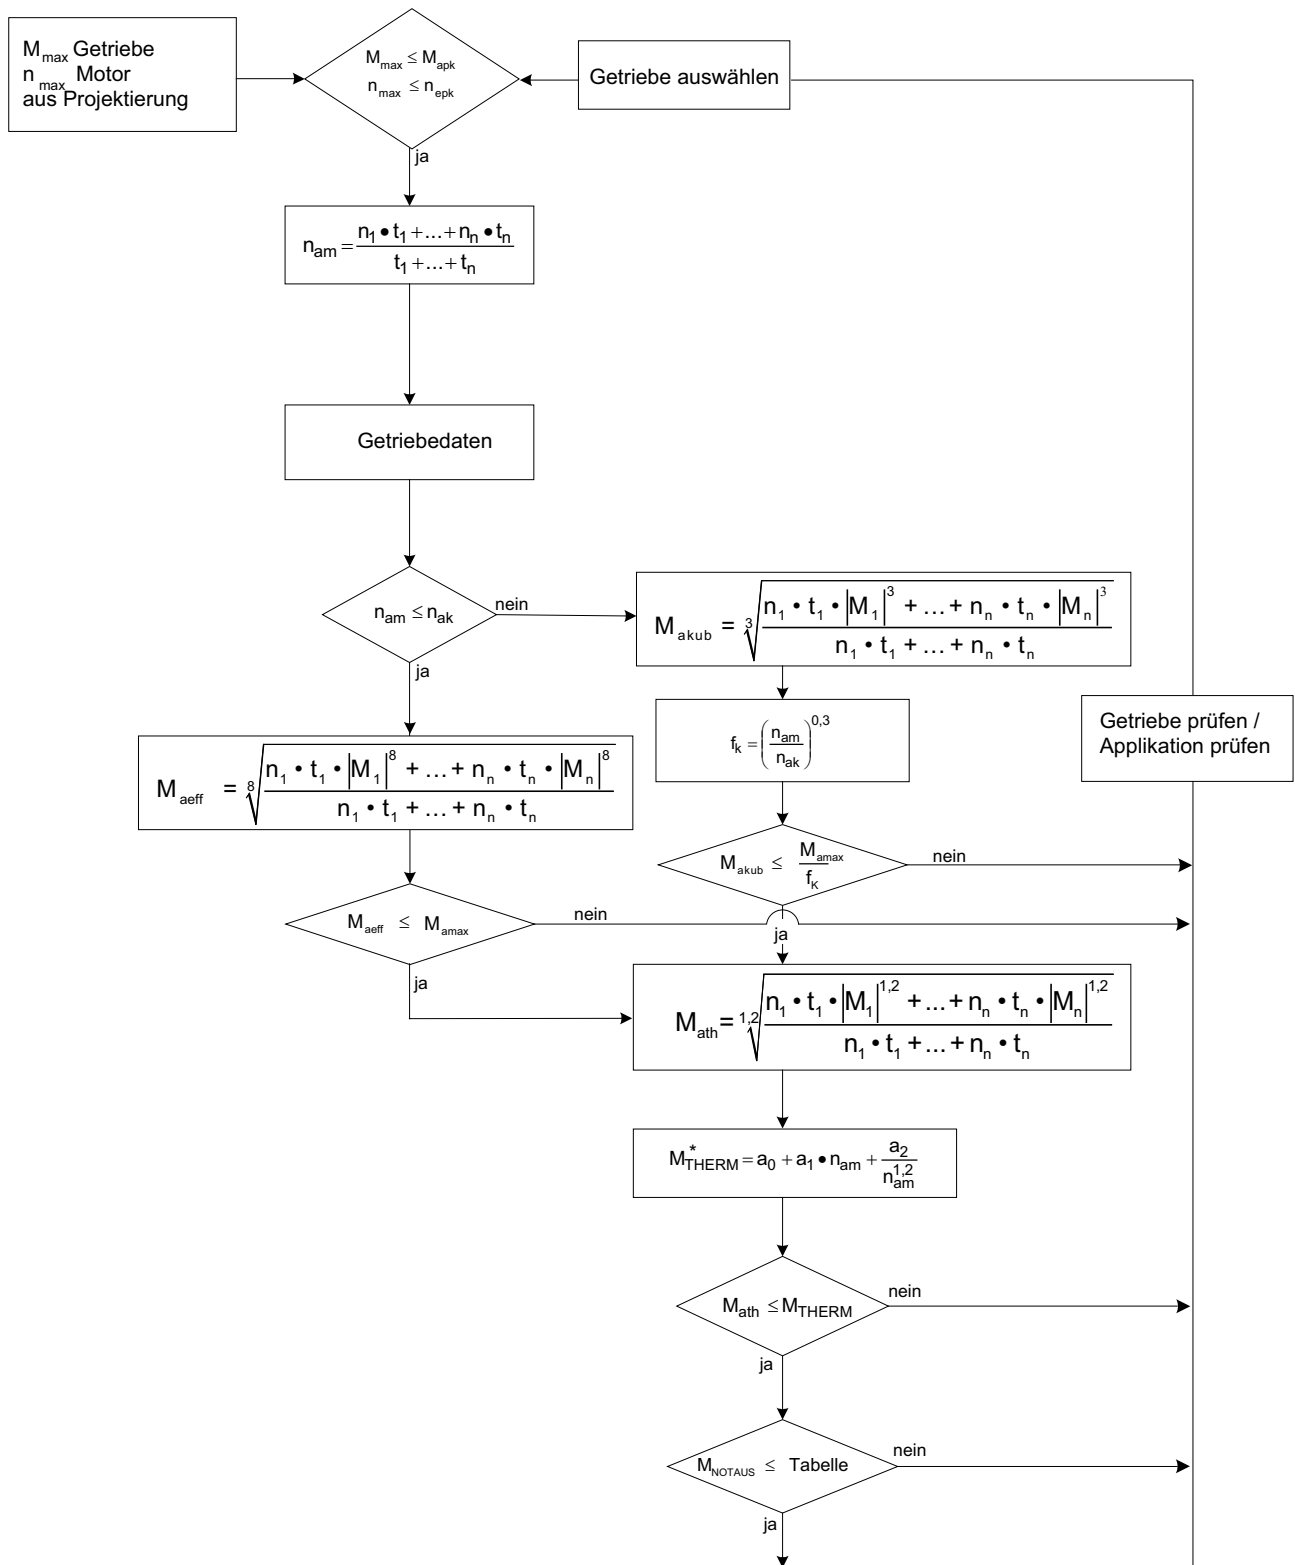 M_max Getriebe
n_max Motor
aus Projektierung
M_max ≤ M_apk
n_max ≤ n_epk
Getriebe auswählen
ja
n_am = (n_1 • t_1 + ... + n_n • t_n) / (t_1 + ... + t_n)
Getriebedaten
n_am ≤ n_ak
nein
ja
M_akub = ∛((n_1 • t_1 • |M_1|^3 + ... + n_n • t_n • |M_n|^3) / (n_1 • t_1 + ... + n_n • t_n))
f_k = (n_am / n_ak)^0,3
Getriebe prüfen /
Applikation prüfen
M_aeff = ⁸√((n_1 • t_1 • |M_1|^8 + ... + n_n • t_n • |M_n|^8) / (n_1 • t_1 + ... + n_n • t_n))
M_akub ≤ M_amax / f_K
nein
M_aeff ≤ M_amax
nein
ja
ja
M_ath = ^1,2√((n_1 • t_1 • |M_1|^1,2 + ... + n_n • t_n • |M_n|^1,2) / (n_1 • t_1 + ... + n_n • t_n))
M*_THERM = a_0 + a_1 • n_am + a_2 / n_am^1,2
M_ath ≤ M_THERM
nein
ja
M_NOTAUS ≤ Tabelle
nein
ja